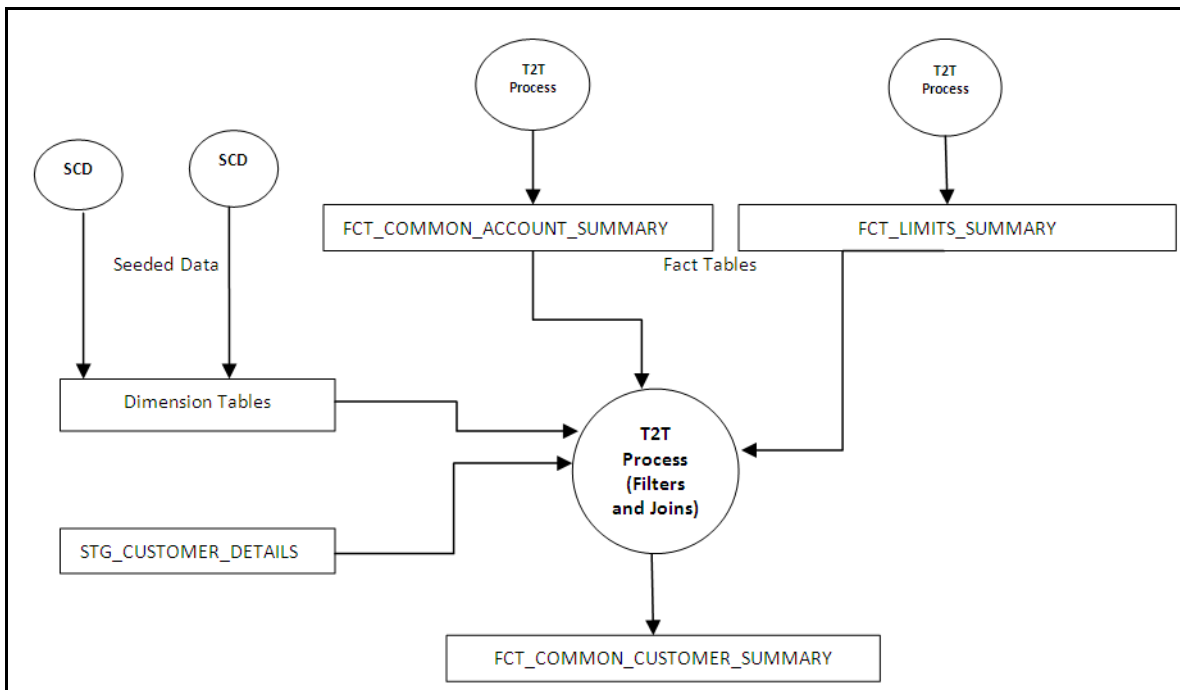 T2T
Process
T2T
Process
SCD
SCD
FCT_COMMON_ACCOUNT_SUMMARY
FCT_LIMITS_SUMMARY
Seeded Data
Fact Tables
Dimension Tables
T2T
Process
(Filters
and Joins)
STG_CUSTOMER_DETAILS
FCT_COMMON_CUSTOMER_SUMMARY